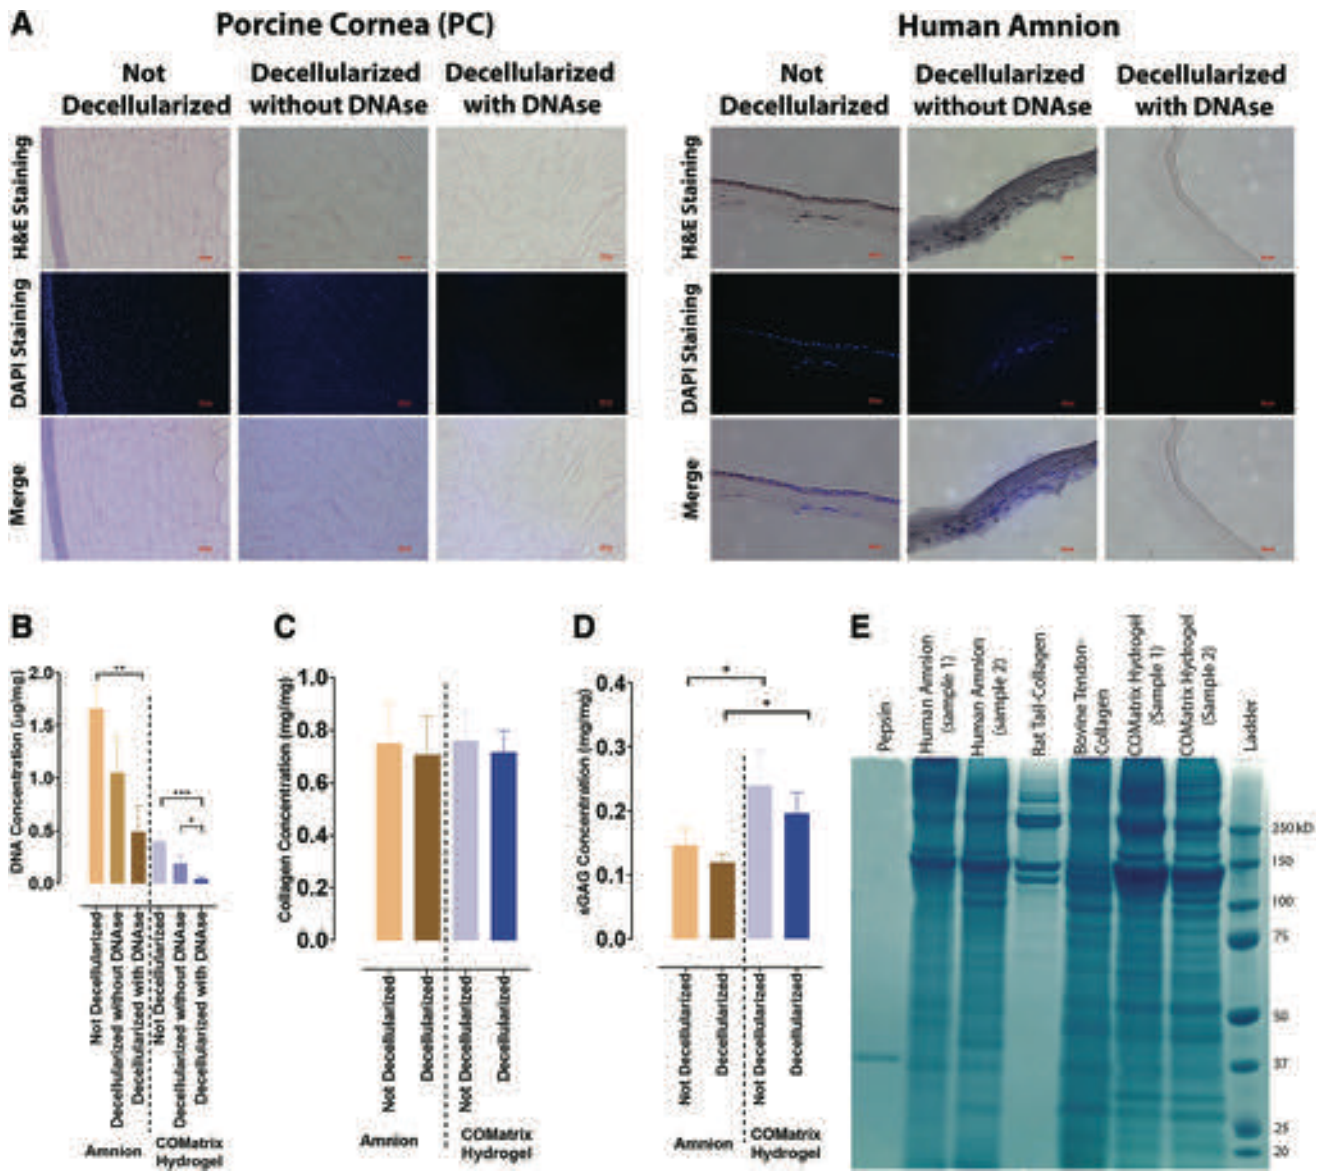 A
Porcine Cornea (PC)
Human Amnion
Not
Decellularized
Decellularized
without DNAse
Decellularized
with DNAse
Not
Decellularized
Decellularized
without DNAse
Decellularized
with DNAse
H&E Staining
DAPI Staining
Merge
H&E Staining
DAPI Staining
Merge
B
DNA Concentration (ug/mg)
2.0
1.5
1.0
0.5
0.0
**
***
*
Not Decellularized
Decellularized without DNAse
Decellularized with DNAse
Not Decellularized
Decellularized without DNAse
Decellularized with DNAse
Amnion
COMatrix
Hydrogel
C
Collagen Concentration (mg/mg)
1.0
0.8
0.6
0.4
0.2
0.0
Not Decellularized
Decellularized
Not Decellularized
Decellularized
Amnion
COMatrix
Hydrogel
D
sGAG Concentration (mg/mg)
0.4
0.3
0.2
0.1
0.0
*
*
Not Decellularized
Decellularized
Not Decellularized
Decellularized
Amnion
COMatrix
Hydrogel
E
Pepsin
Human Amnion
(sample 1)
Human Amnion
(sample 2)
Rat Tail-Collagen
Bovine Tendon-
Collagen
COMatrix Hydrogel
(Sample 1)
COMatrix Hydrogel
(Sample 2)
Ladder
250 kD
150
100
75
50
37
25
20